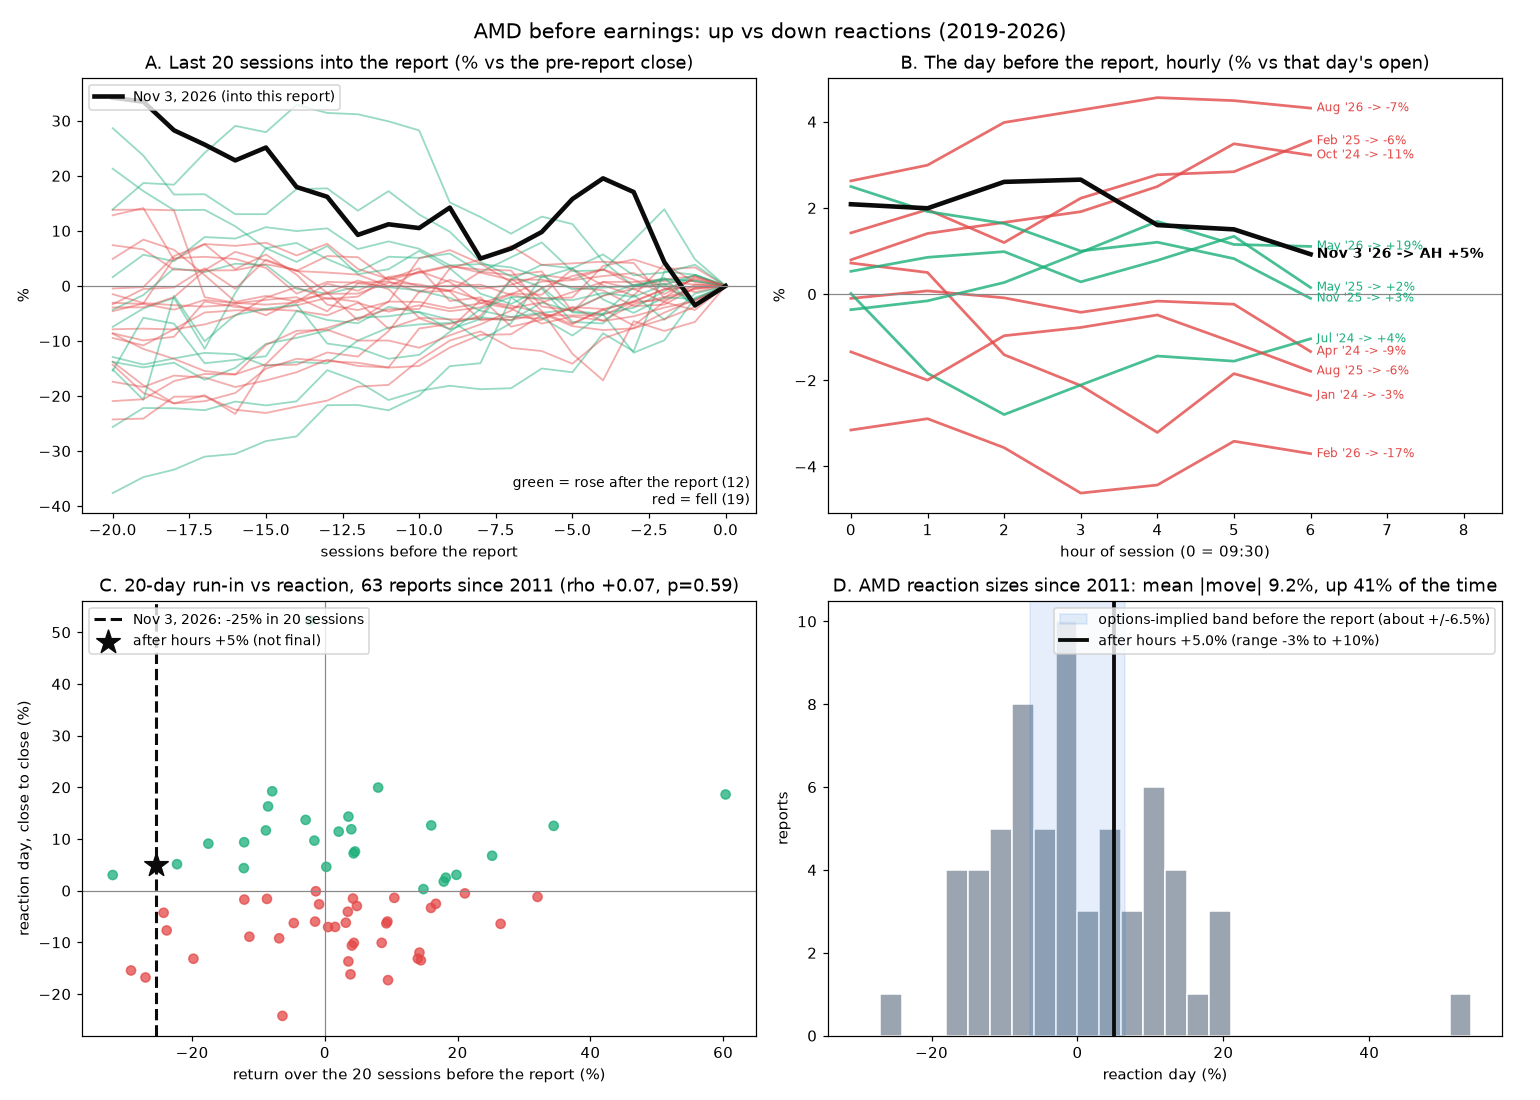 AMD before earnings: up vs down reactions (2019-2026)
A. Last 20 sessions into the report (% vs the pre-report close)
Nov 3, 2026 (into this report)
30
20
10
0
−10
−20
−30
−40
%
green = rose after the report (12)
red = fell (19)
−20.0 −17.5 −15.0 −12.5 −10.0 −7.5 −5.0 −2.5 0.0
sessions before the report
B. The day before the report, hourly (% vs that day's open)
4
2
0
−2
−4
%
Aug '26 -> -7%
Feb '25 -> -6%
Oct '24 -> -11%
May '26 -> +19%
Nov 3 '26 -> AH +5%
May '25 -> +2%
Nov '25 -> +3%
Jul '24 -> +4%
Apr '24 -> -9%
Aug '25 -> -6%
Jan '24 -> -3%
Feb '26 -> -17%
0 1 2 3 4 5 6 7 8
hour of session (0 = 09:30)
C. 20-day run-in vs reaction, 63 reports since 2011 (rho +0.07, p=0.59)
Nov 3, 2026: -25% in 20 sessions
after hours +5% (not final)
50
40
30
20
10
0
−10
−20
reaction day, close to close (%)
−20 0 20 40 60
return over the 20 sessions before the report (%)
D. AMD reaction sizes since 2011: mean |move| 9.2%, up 41% of the time
options-implied band before the report (about +/-6.5%)
after hours +5.0% (range -3% to +10%)
10
8
6
4
2
0
reports
−20 0 20 40
reaction day (%)